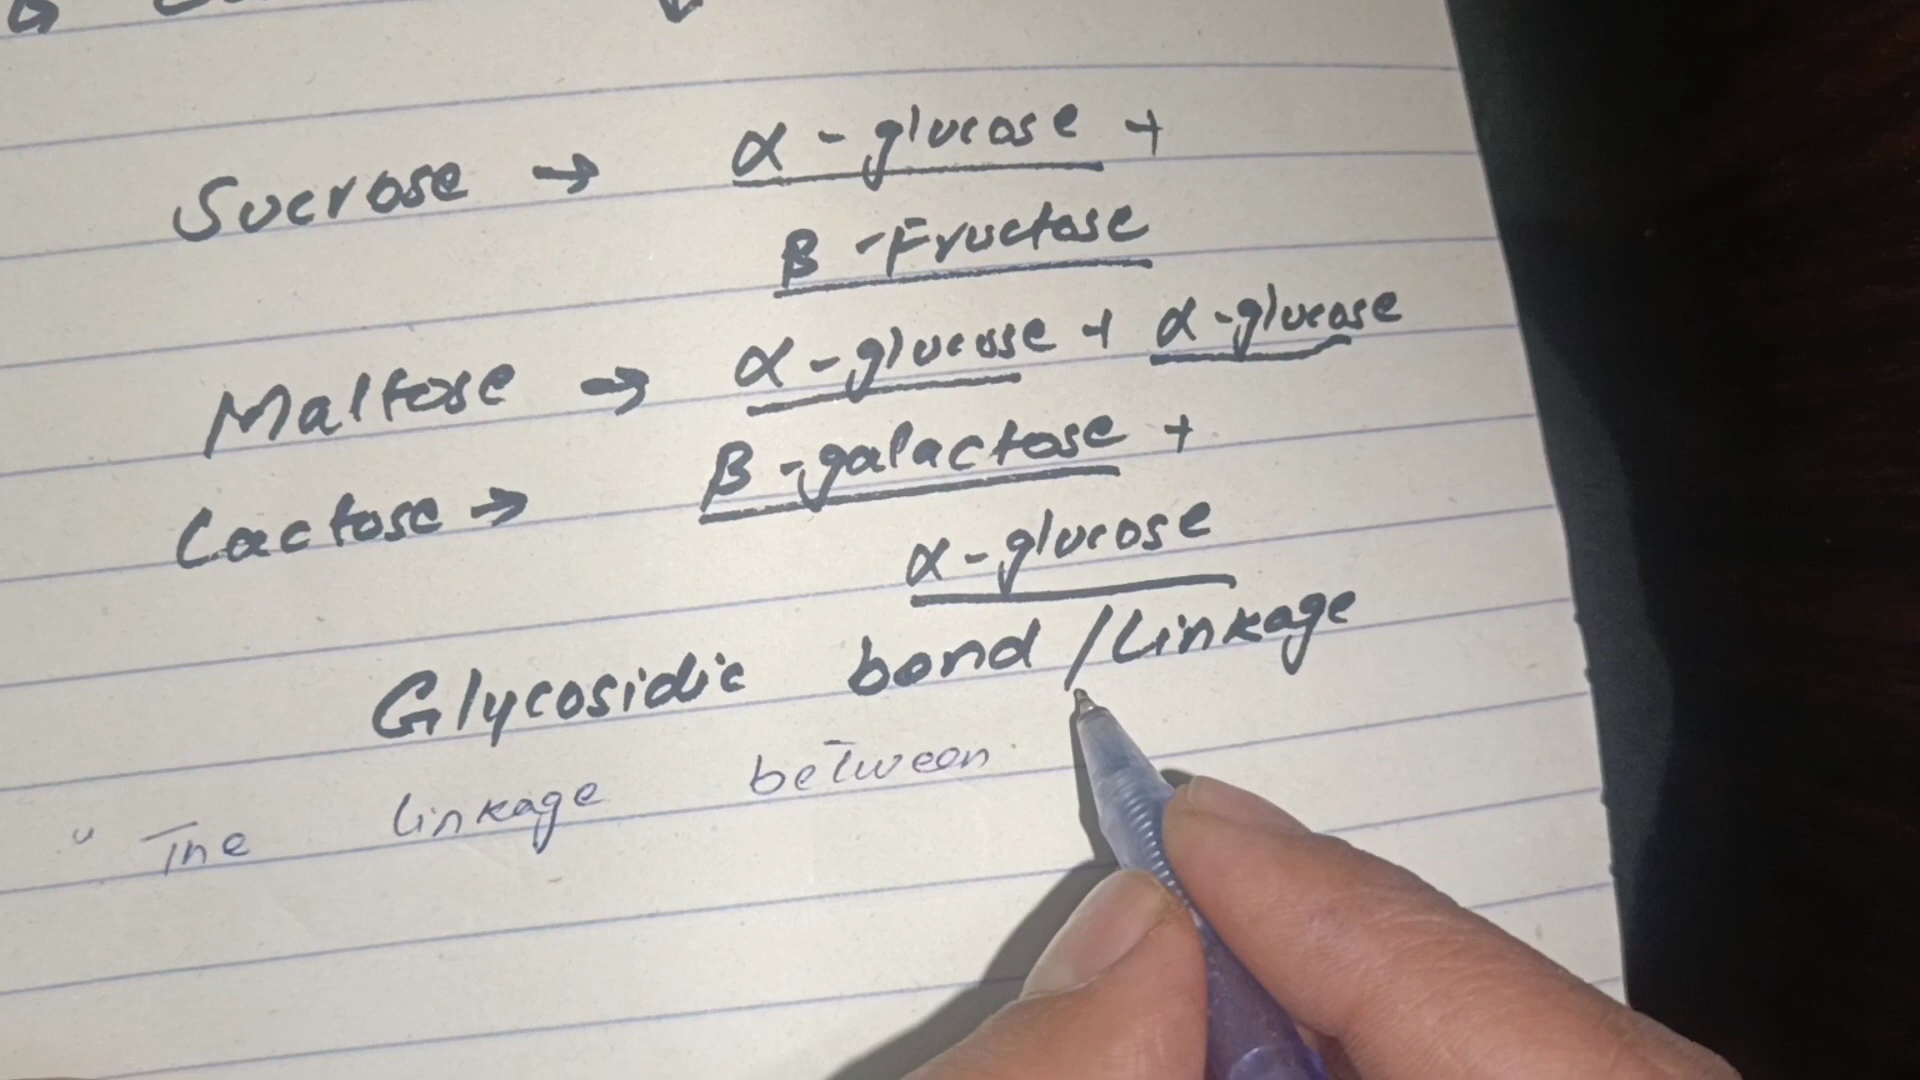 Sucrose → α - glucose +
β - Fructose
Maltose → α - glucose + α - glucose
Lactose → β - galactose +
α - glucose
Glycosidic bond / Linkage
" The linkage between